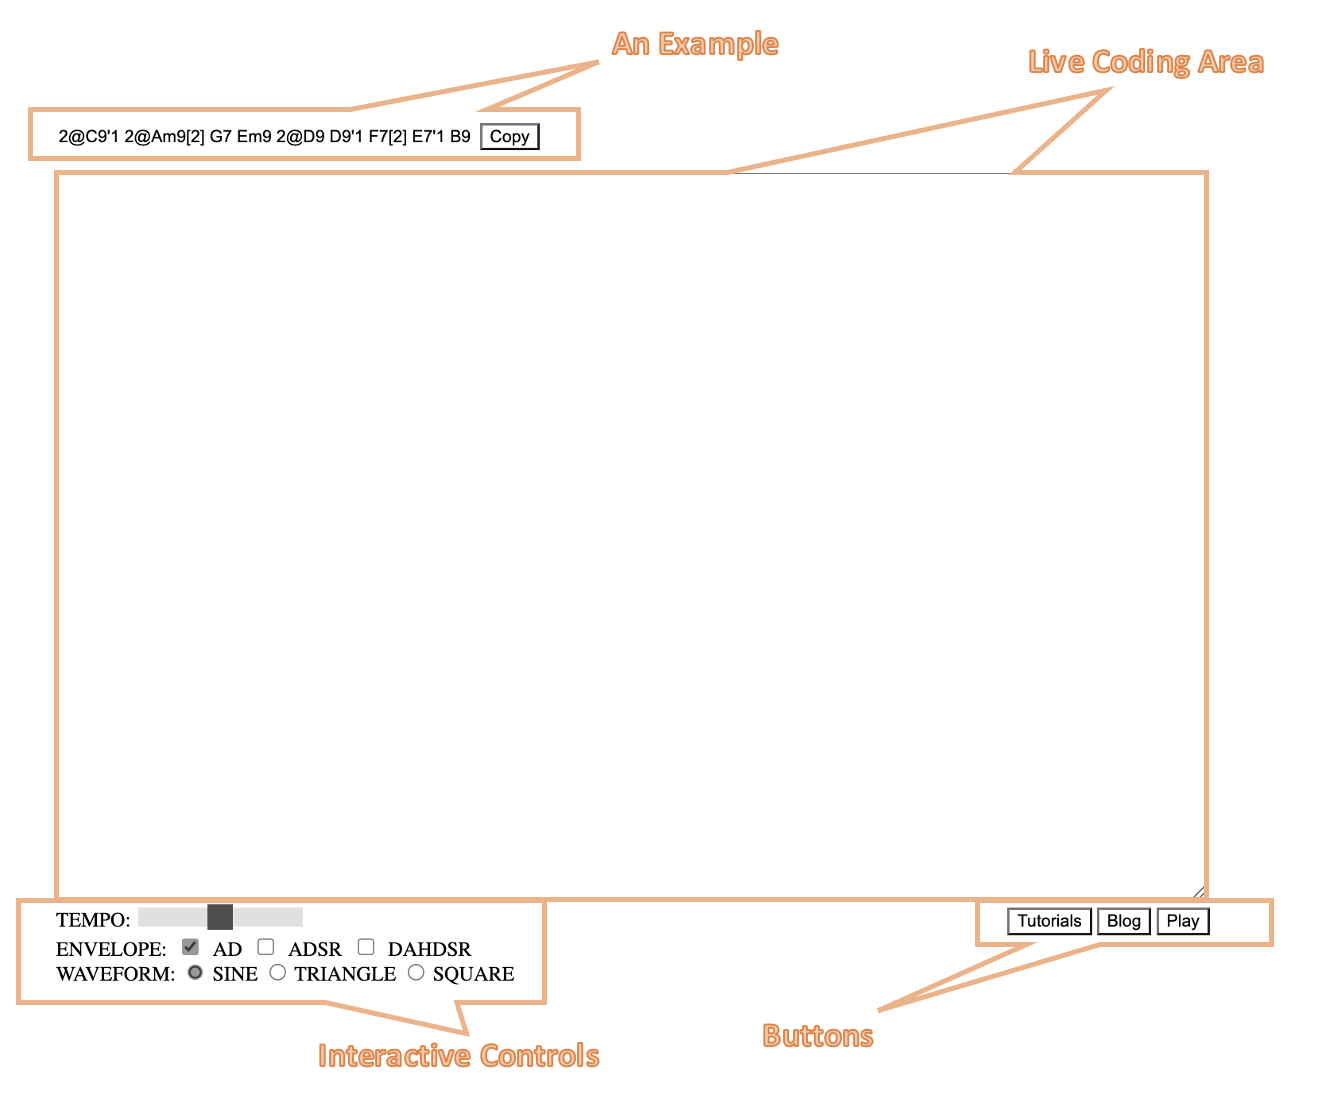 An Example
Live Coding Area
2@C9'1 2@Am9[2] G7 Em9 2@D9 D9'1 F7[2] E7'1 B9 Copy
TEMPO:
Tutorials Blog Play
ENVELOPE: AD ADSR DAHDSR
WAVEFORM: SINE TRIANGLE SQUARE
Buttons
Interactive Controls